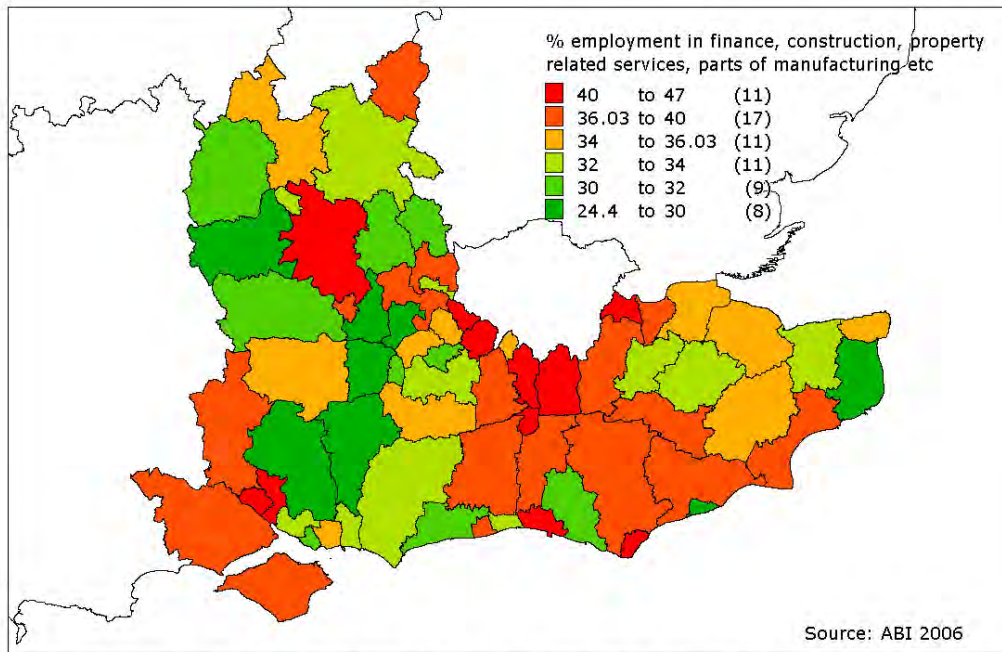 % employment in finance, construction, property
related services, parts of manufacturing etc
40 to 47 (11)
36.03 to 40 (17)
34 to 36.03 (11)
32 to 34 (11)
30 to 32 (9)
24.4 to 30 (8)
Source: ABI 2006